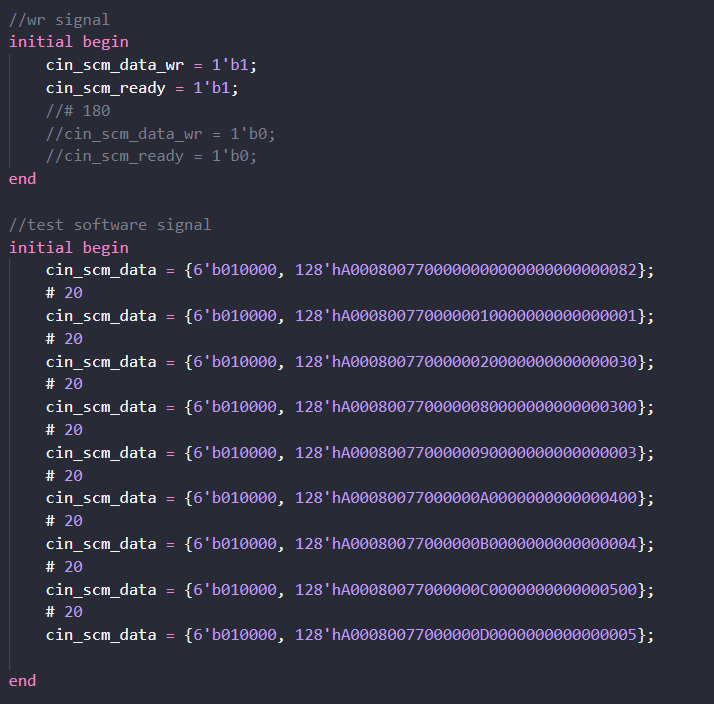 //wr signal
initial begin
    cin_scm_data_wr = 1'b1;
    cin_scm_ready = 1'b1;
    //# 180
    //cin_scm_data_wr = 1'b0;
    //cin_scm_ready = 1'b0;
end

//test software signal
initial begin
    cin_scm_data = {6'b010000, 128'hA0008007700000000000000000000082};
    # 20
    cin_scm_data = {6'b010000, 128'hA0008007700000010000000000000001};
    # 20
    cin_scm_data = {6'b010000, 128'hA0008007700000020000000000000030};
    # 20
    cin_scm_data = {6'b010000, 128'hA0008007700000080000000000000300};
    # 20
    cin_scm_data = {6'b010000, 128'hA0008007700000090000000000000003};
    # 20
    cin_scm_data = {6'b010000, 128'hA00080077000000A0000000000000400};
    # 20
    cin_scm_data = {6'b010000, 128'hA00080077000000B0000000000000004};
    # 20
    cin_scm_data = {6'b010000, 128'hA00080077000000C0000000000000500};
    # 20
    cin_scm_data = {6'b010000, 128'hA00080077000000D0000000000000005};

end